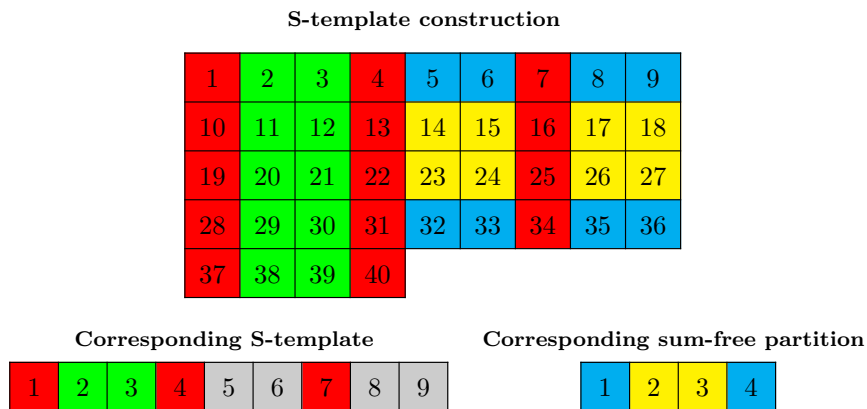 S-template construction
1 2 3 4 5 6 7 8 9
10 11 12 13 14 15 16 17 18
19 20 21 22 23 24 25 26 27
28 29 30 31 32 33 34 35 36
37 38 39 40
Corresponding S-template
1 2 3 4 5 6 7 8 9
Corresponding sum-free partition
1 2 3 4